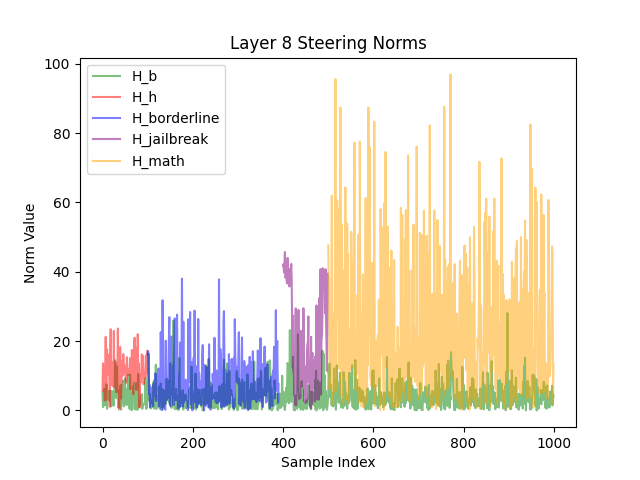 Layer 8 Steering Norms
H_b
H_h
H_borderline
H_jailbreak
H_math
Norm Value
100
80
60
40
20
0
0 200 400 600 800 1000
Sample Index